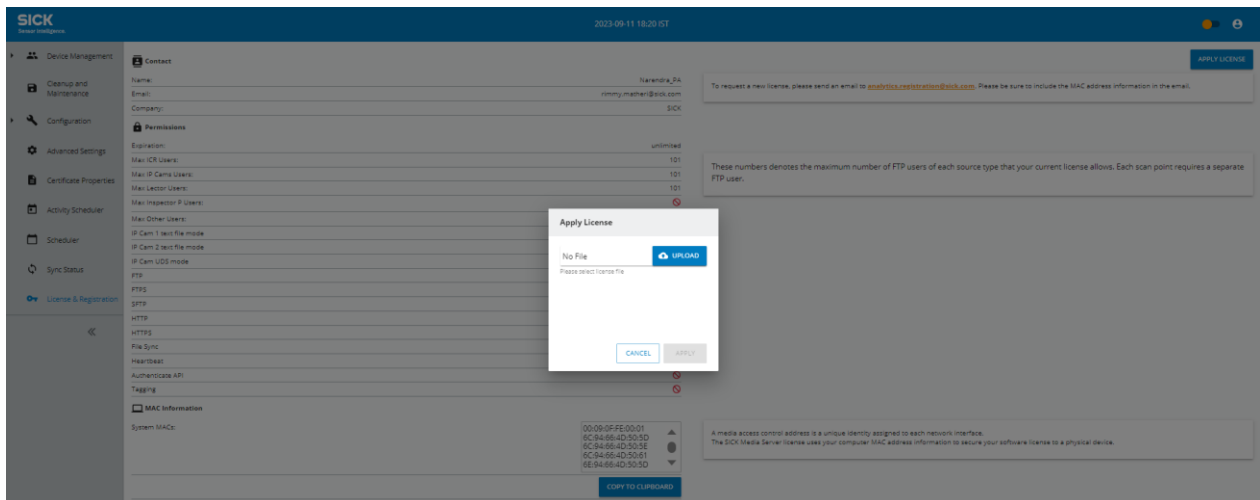 SICK
Sensor Intelligence.
2023-09-11 18:20 IST
Device Management
Cleanup and
Maintenance
Configuration
Advanced Settings
Certificate Properties
Activity Scheduler
Scheduler
Sync Status
License & Registration
Contact
APPLY LICENSE
Name: Narendra_PA
Email: rimmy.matheri@sick.com
Company: SICK
To request a new license, please send an email to analytics.registration@sick.com. Please be sure to include the MAC address information in the email.
Permissions
Expiration: unlimited
Max ICR Users: 101
Max IP Cams Users: 101
Max Lector Users: 101
Max Inspector P Users:
Max Other Users:
IP Cam 1 text file mode
IP Cam 2 text file mode
IP Cam UDS mode
FTP
FTPS
SFTP
HTTP
HTTPS
File Sync
Heartbeat
Authenticate API
Tagging
These numbers denotes the maximum number of FTP users of each source type that your current license allows. Each scan point requires a separate
FTP user.
Apply License
No File
UPLOAD
Please select license file
CANCEL
APPLY
MAC Information
System MACs:
00:09:0F:FE:00:01
6C:94:66:4D:50:5D
6C:94:66:4D:50:5E
6C:94:66:4D:50:61
6E:94:66:4D:50:5D
COPY TO CLIPBOARD
A media access control address is a unique identity assigned to each network interface.
The SICK Media Server license uses your computer MAC address information to secure your software license to a physical device.